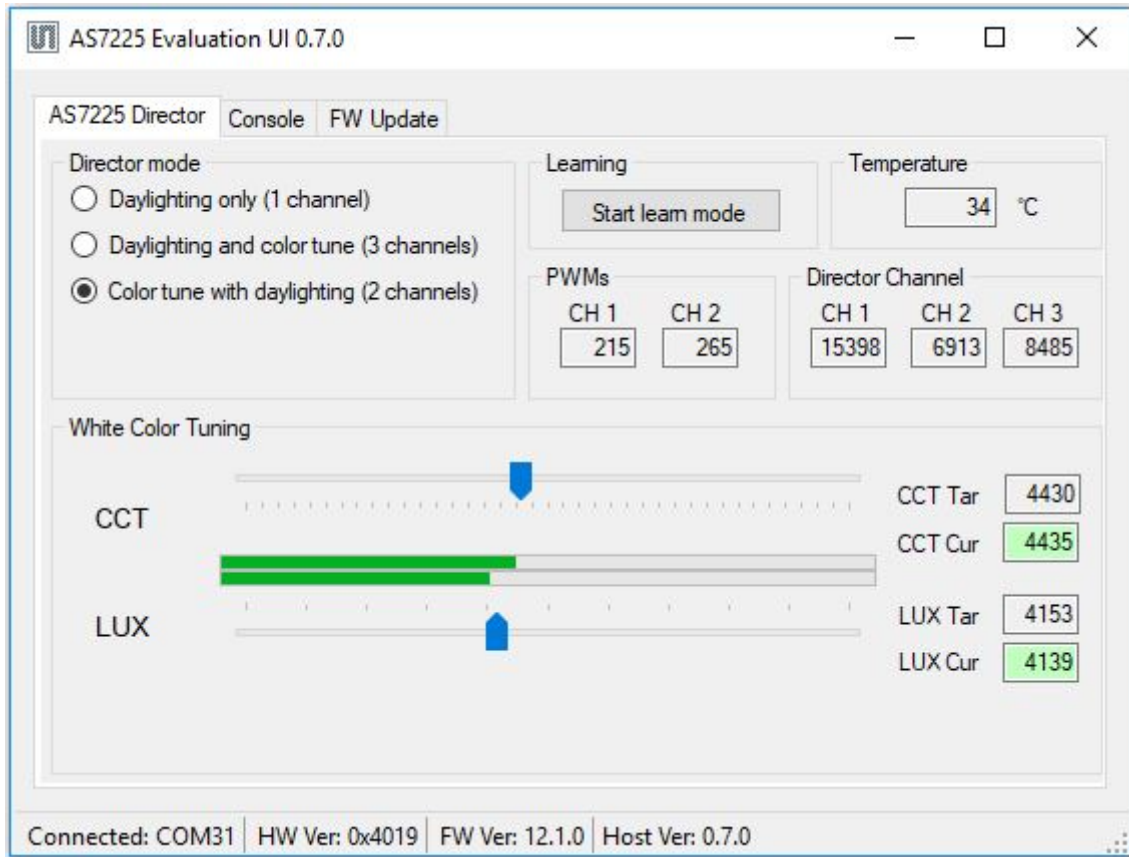 AS7225 Evaluation UI 0.7.0
AS7225 Director Console FW Update
Director mode
Daylighting only (1 channel)
Daylighting and color tune (3 channels)
Color tune with daylighting (2 channels)
Learning
Start learn mode
Temperature
34 °C
PWMs
CH 1 CH 2
215 265
Director Channel
CH 1 CH 2 CH 3
15398 6913 8485
White Color Tuning
CCT
CCT Tar 4430
CCT Cur 4435
LUX
LUX Tar 4153
LUX Cur 4139
Connected: COM31 HW Ver: 0x4019 FW Ver: 12.1.0 Host Ver: 0.7.0